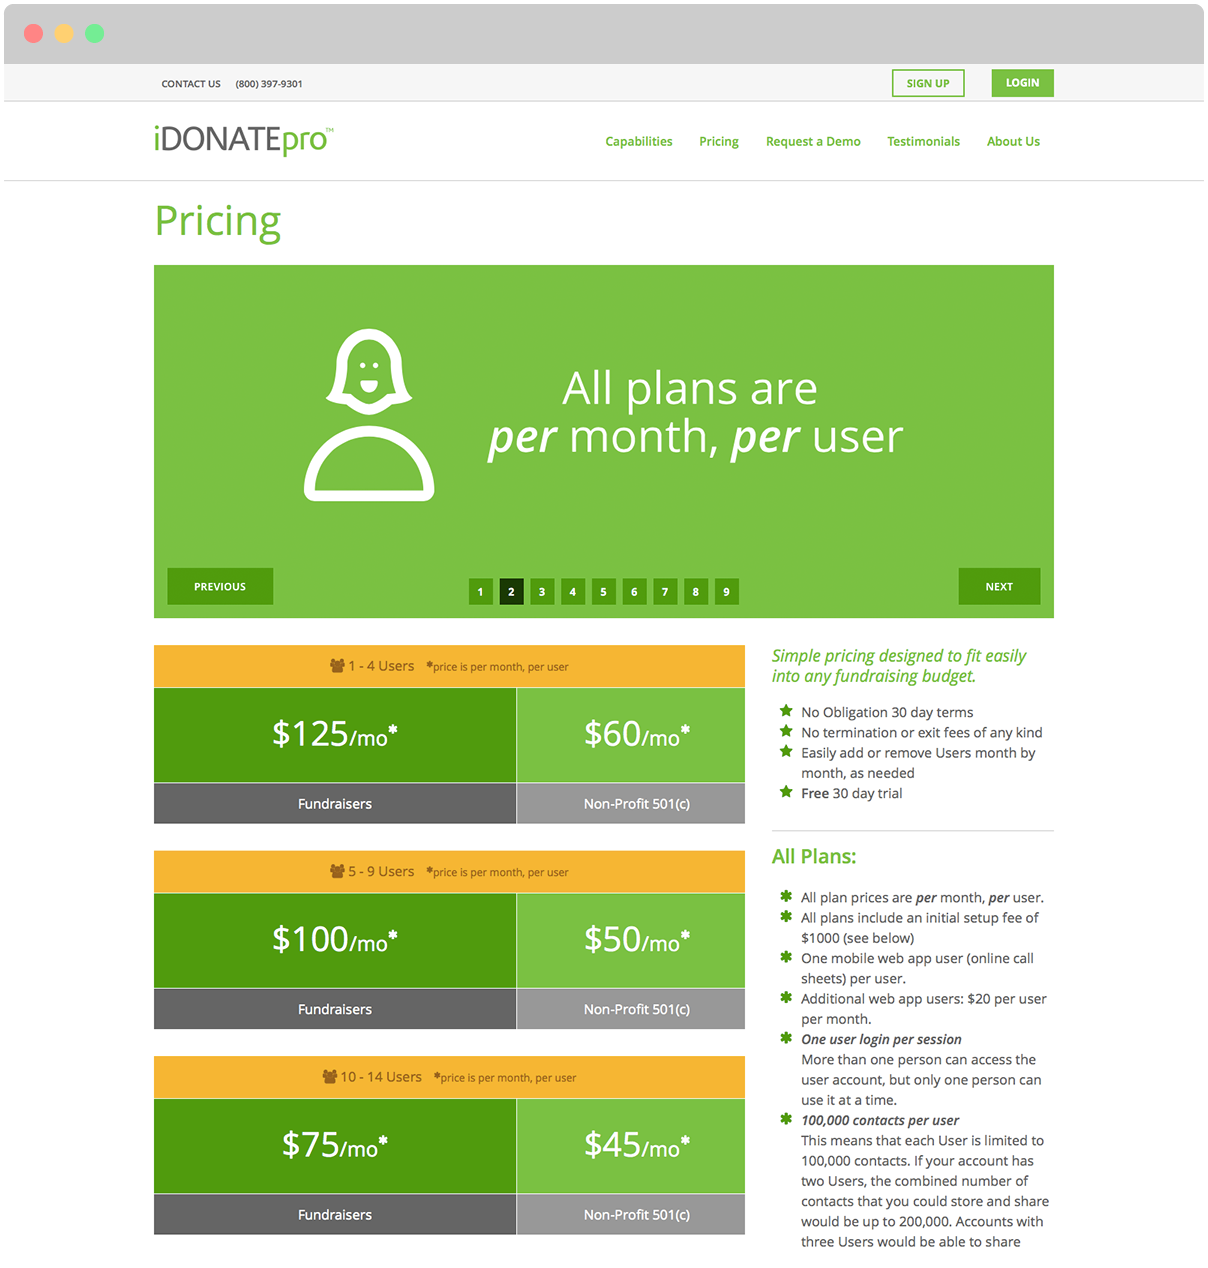 CONTACT US (800) 397-9301
SIGN UP
LOGIN
iDONATEpro™
Capabilities Pricing Request a Demo Testimonials About Us
Pricing
All plans are
per month, per user
PREVIOUS
1 2 3 4 5 6 7 8 9
NEXT
1 - 4 Users *price is per month, per user
$125/mo* $60/mo*
Fundraisers Non-Profit 501(c)
5 - 9 Users *price is per month, per user
$100/mo* $50/mo*
Fundraisers Non-Profit 501(c)
10 - 14 Users *price is per month, per user
$75/mo* $45/mo*
Fundraisers Non-Profit 501(c)
Simple pricing designed to fit easily
into any fundraising budget.
No Obligation 30 day terms
No termination or exit fees of any kind
Easily add or remove Users month by
month, as needed
Free 30 day trial
All Plans:
All plan prices are per month, per user.
All plans include an initial setup fee of
$1000 (see below)
One mobile web app user (online call
sheets) per user.
Additional web app users: $20 per user
per month.
One user login per session
More than one person can access the
user account, but only one person can
use it at a time.
100,000 contacts per user
This means that each User is limited to
100,000 contacts. If your account has
two Users, the combined number of
contacts that you could store and share
would be up to 200,000. Accounts with
three Users would be able to share